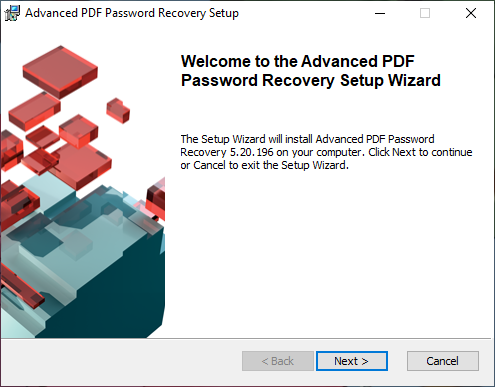 Advanced PDF Password Recovery Setup
Welcome to the Advanced PDF
Password Recovery Setup Wizard
The Setup Wizard will install Advanced PDF Password
Recovery 5.20.196 on your computer. Click Next to continue
or Cancel to exit the Setup Wizard.
< Back Next > Cancel